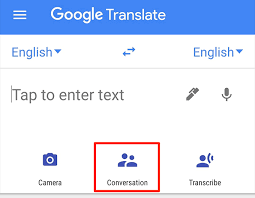 Google Translate
English English
Tap to enter text
Camera Conversation Transcribe